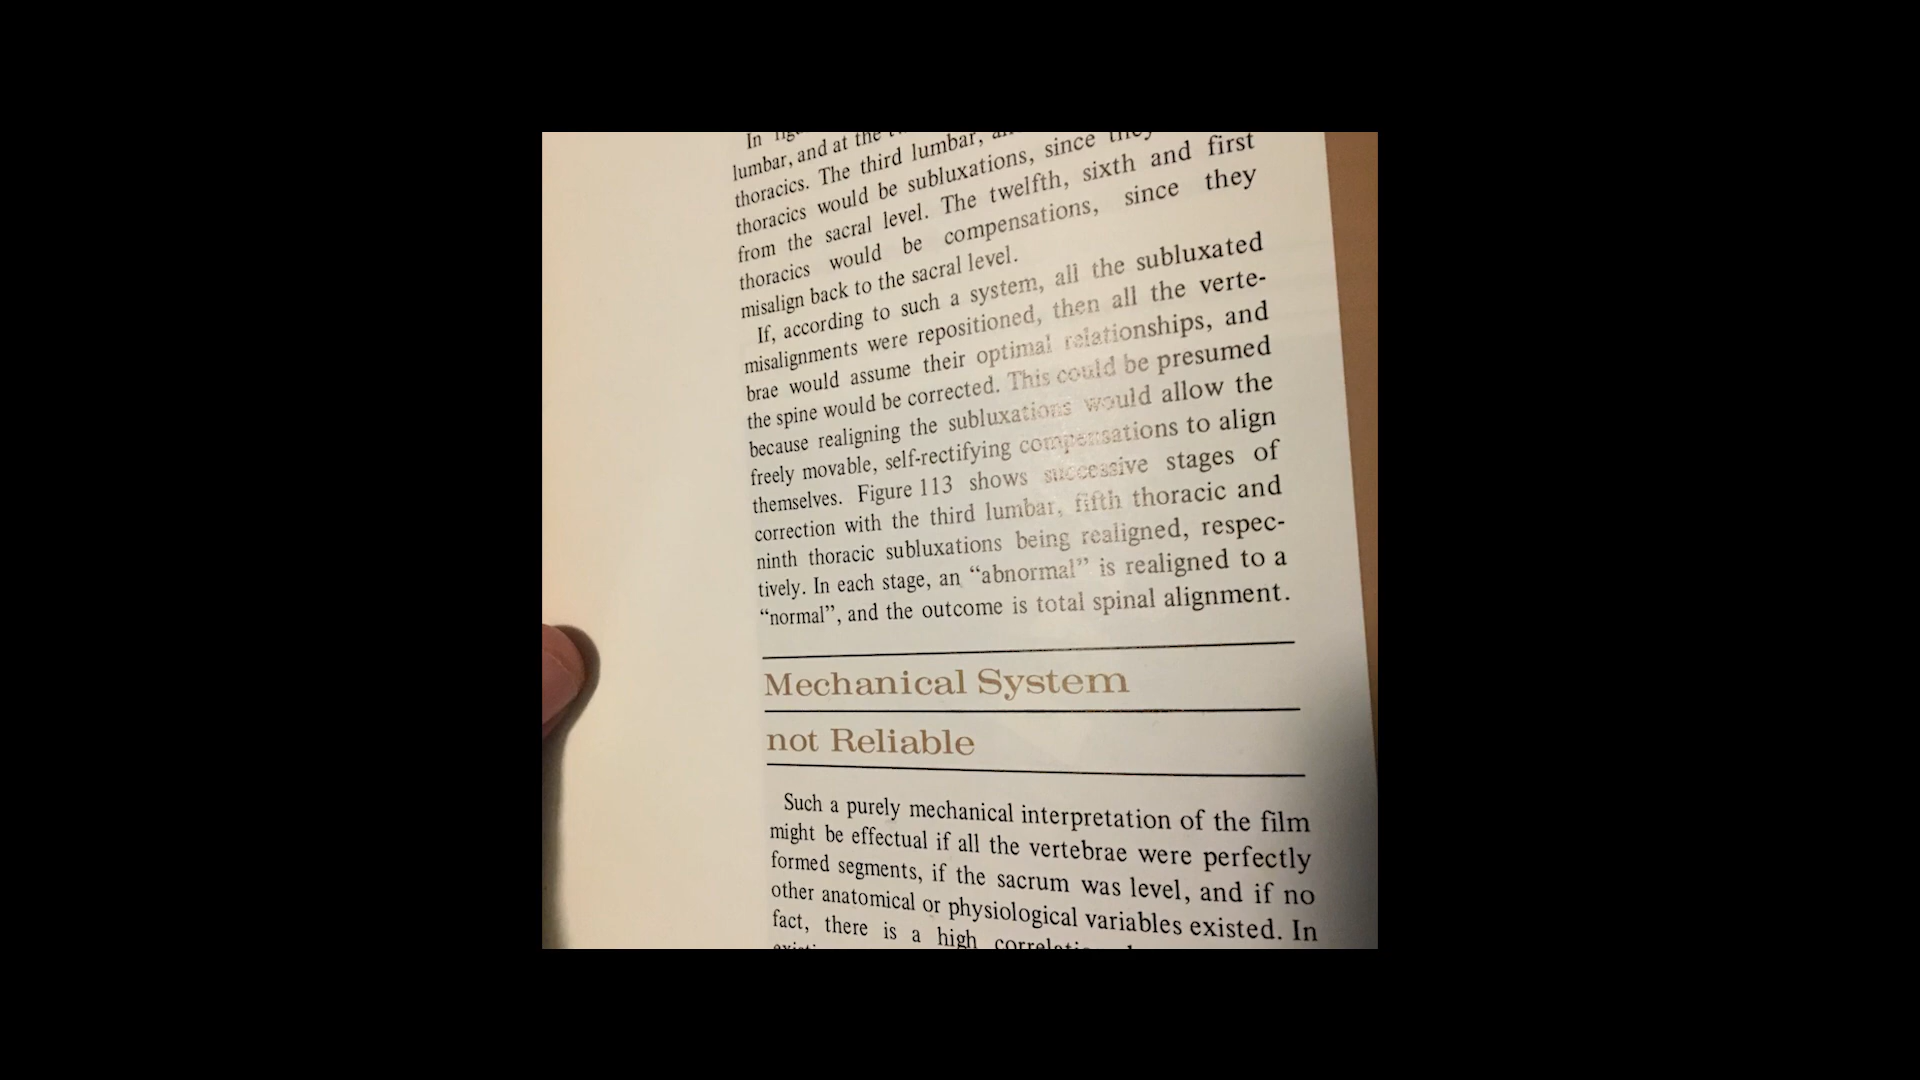 In
lumbar, and at the
thoracics. The third lumbar,
thoracics would be subluxations, since they
from the sacral level. The twelfth, sixth and first
thoracics would be compensations, since they
misalign back to the sacral level.
If, according to such a system, all the subluxated
misalignments were repositioned, then all the verte-
brae would assume their optimal relationships, and
the spine would be corrected. This could be presumed
because realigning the subluxations would allow the
freely movable, self-rectifying compensations to align
themselves. Figure 113 shows successive stages of
correction with the third lumbar, fifth thoracic and
ninth thoracic subluxations being realigned, respec-
tively. In each stage, an “abnormal” is realigned to a
“normal”, and the outcome is total spinal alignment.
Mechanical System
not Reliable
Such a purely mechanical interpretation of the film
might be effectual if all the vertebrae were perfectly
formed segments, if the sacrum was level, and if no
other anatomical or physiological variables existed. In
fact, there is a high